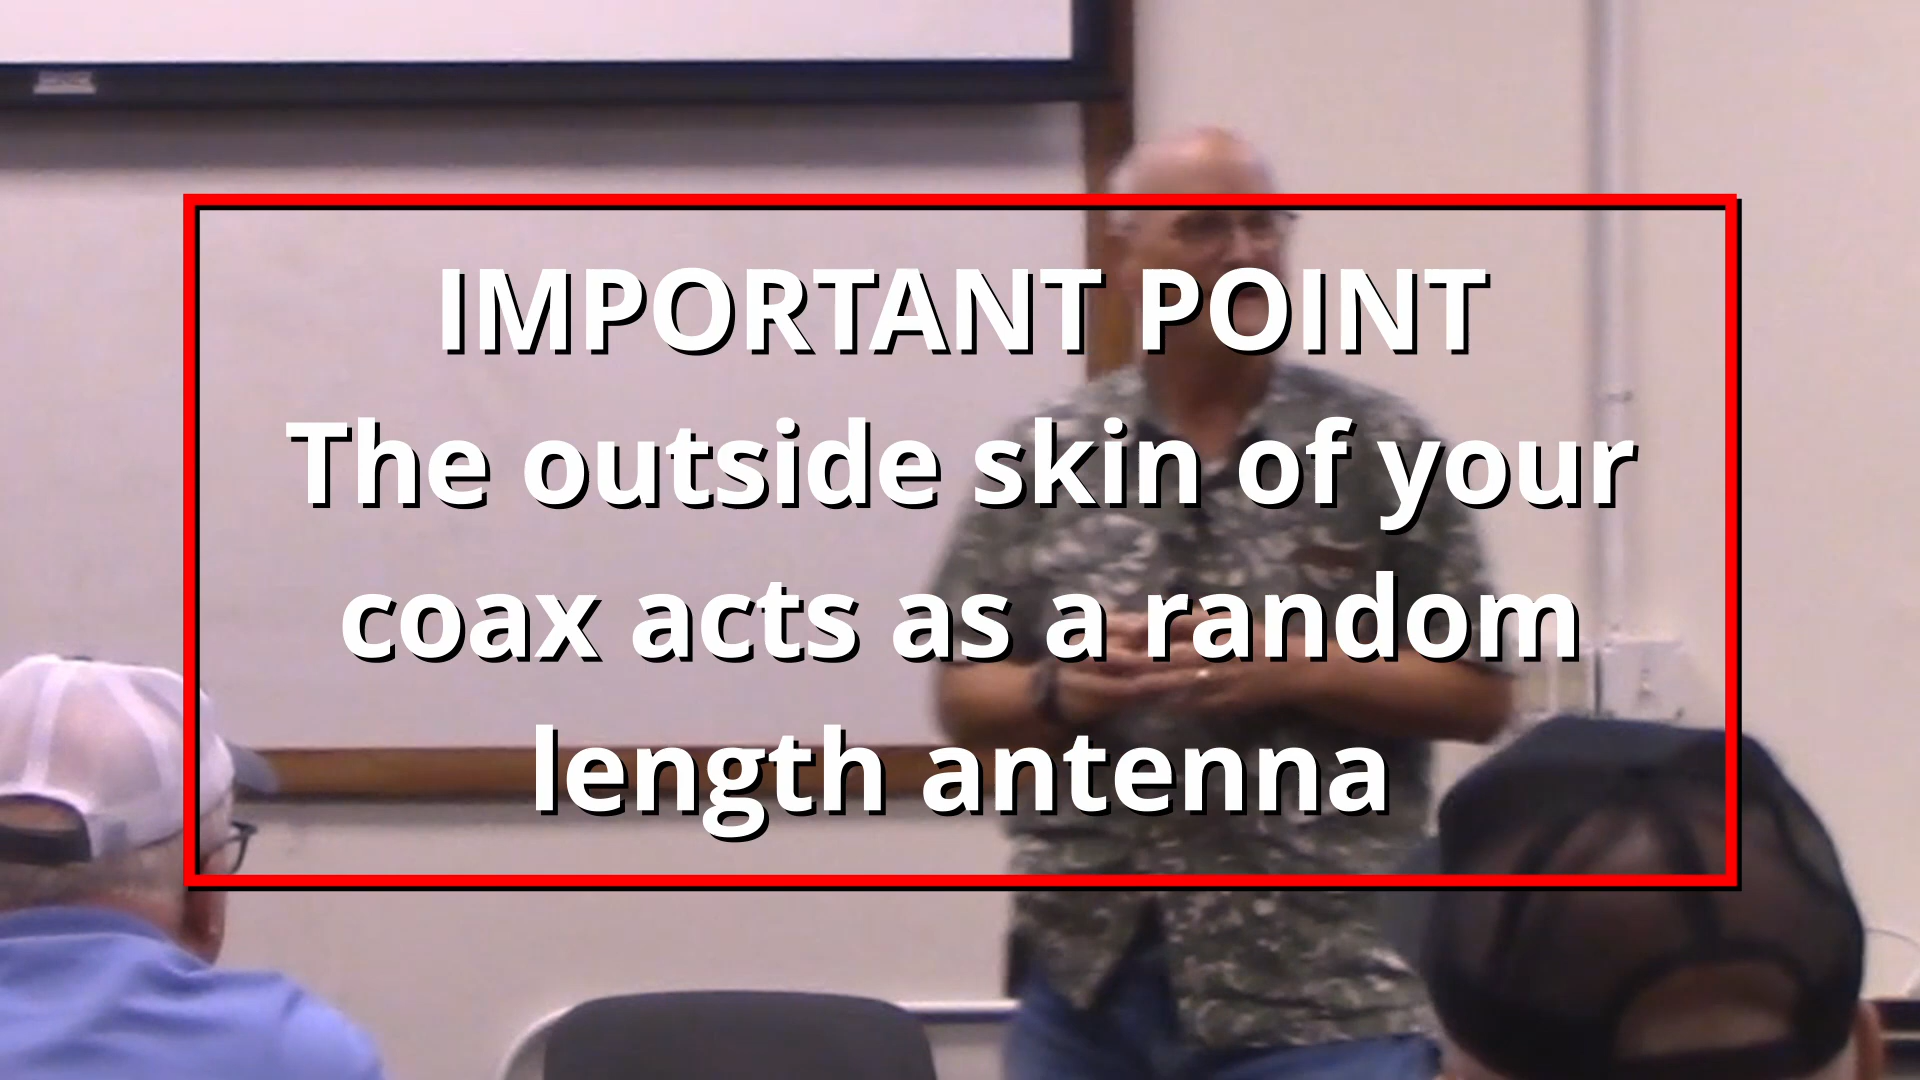 IMPORTANT POINT
The outside skin of your
coax acts as a random
length antenna